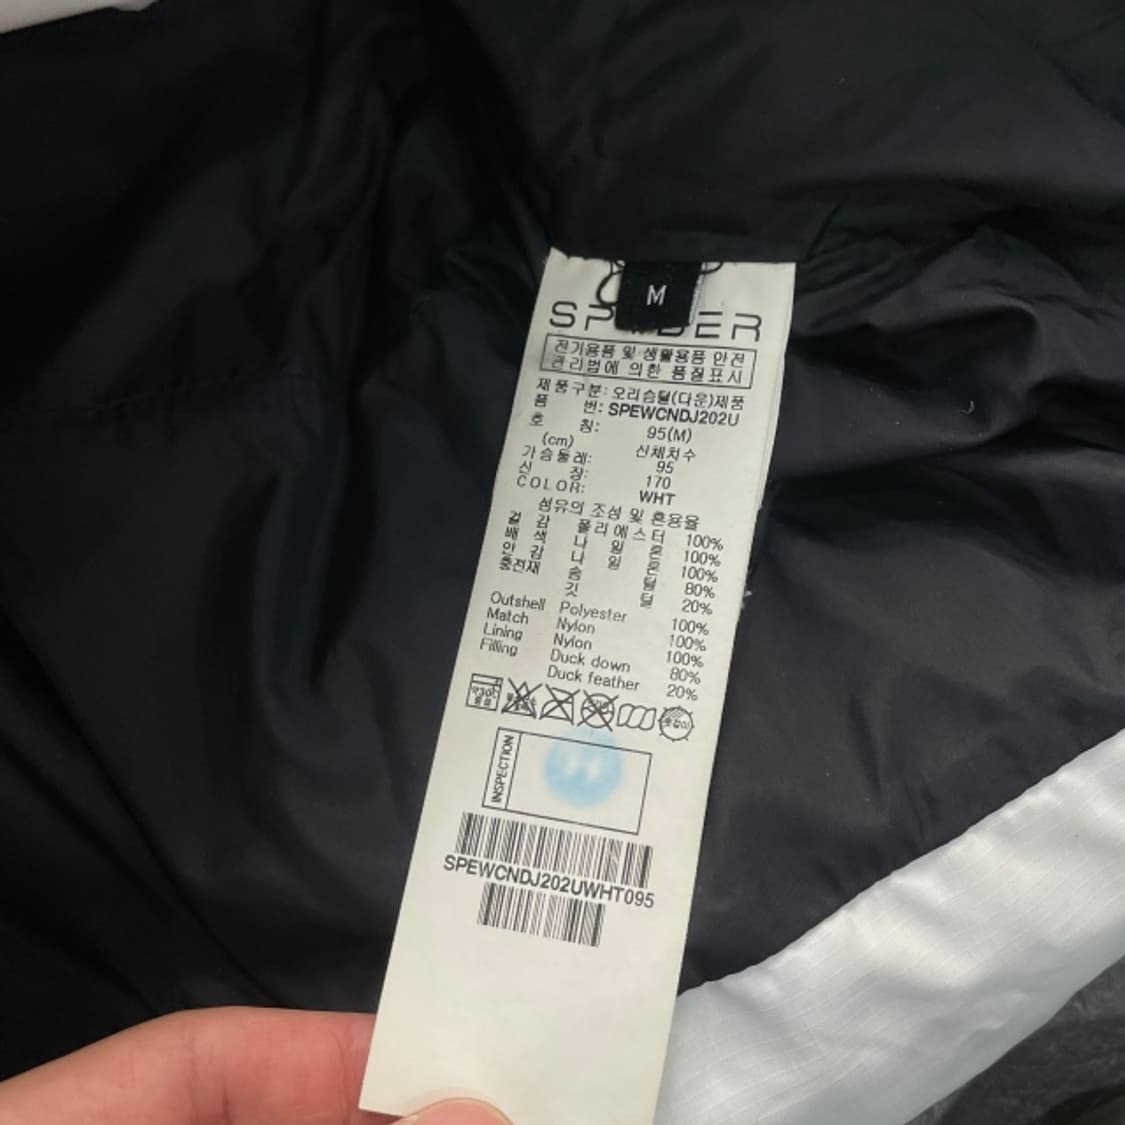 M
SPYDER
전기용품 및 생활용품 안전
관리법에 의한 품질표시
제품구분: 오리솜털(다운)제품
품 번: SPEWCNDJ202U
호 칭: 95(M)
(cm) 신체치수
가슴둘레: 95
신 장: 170
COLOR: WHT
섬유의 조성 및 혼용율
겉 감 폴리에스터 100%
배 색 나 일 론 100%
안 감 나 일 론 100%
충전재 솜 털 80%
깃 털 20%
Outshell Polyester 100%
Match Nylon 100%
Lining Nylon 100%
Filling Duck down 80%
Duck feather 20%
약30℃ 중성
INSPECTION
SPEWCNDJ202UWHT095